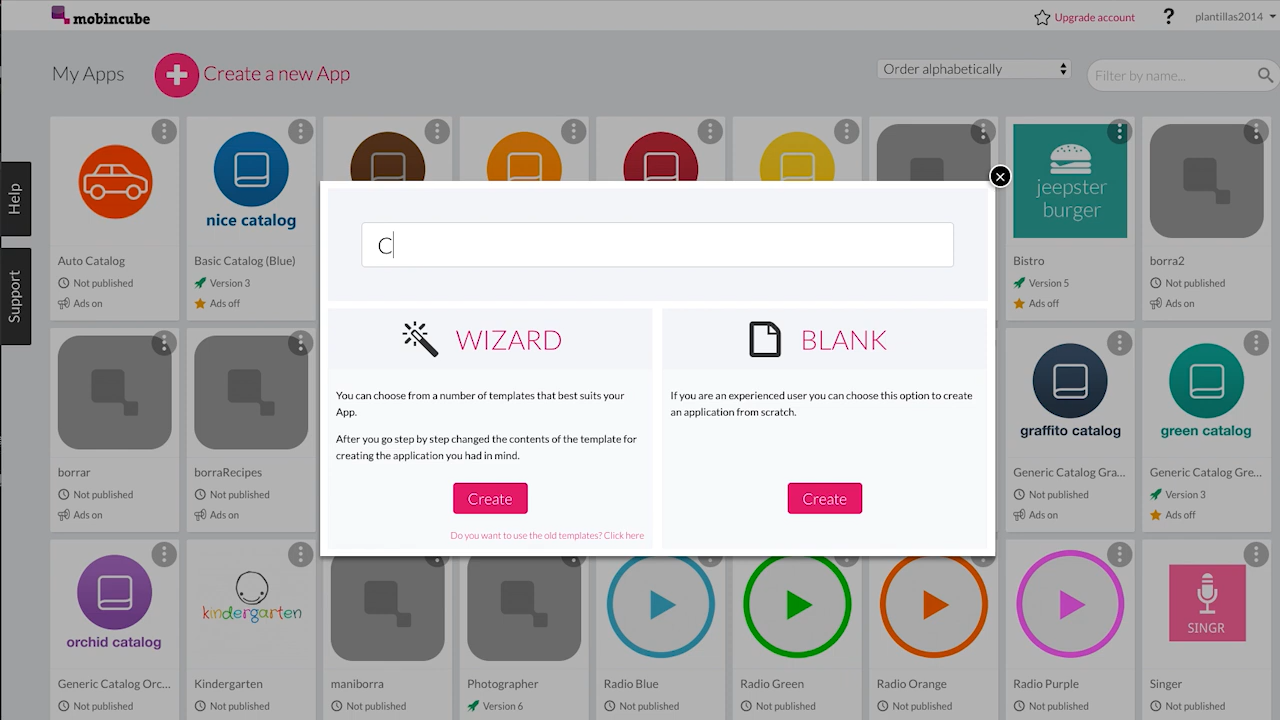 mobincube
Upgrade account
?
plantillas2014
My Apps
Create a new App
Order alphabetically
Filter by name...
Help
Support
nice catalog
jeepster
burger
Auto Catalog
Not published
Ads on
Basic Catalog (Blue)
Version 3
Ads off
Bistro
Version 5
Ads off
borra2
Not published
Ads on
C
WIZARD
You can choose from a number of templates that best suits your
App.
After you go step by step changed the contents of the template for
creating the application you had in mind.
Create
Do you want to use the old templates? Click here
BLANK
If you are an experienced user you can choose this option to create
an application from scratch.
Create
borrar
Not published
Ads on
borraRecipes
Not published
Ads on
graffito catalog
Generic Catalog Gra...
Not published
Ads on
green catalog
Generic Catalog Gre...
Version 3
Ads off
orchid catalog
Generic Catalog Orc...
Not published
kindergarten
Kindergarten
Not published
maniborra
Not published
Photographer
Version 6
Radio Blue
Not published
Radio Green
Not published
Radio Orange
Not published
Radio Purple
Not published
SINGR
Singer
Not published